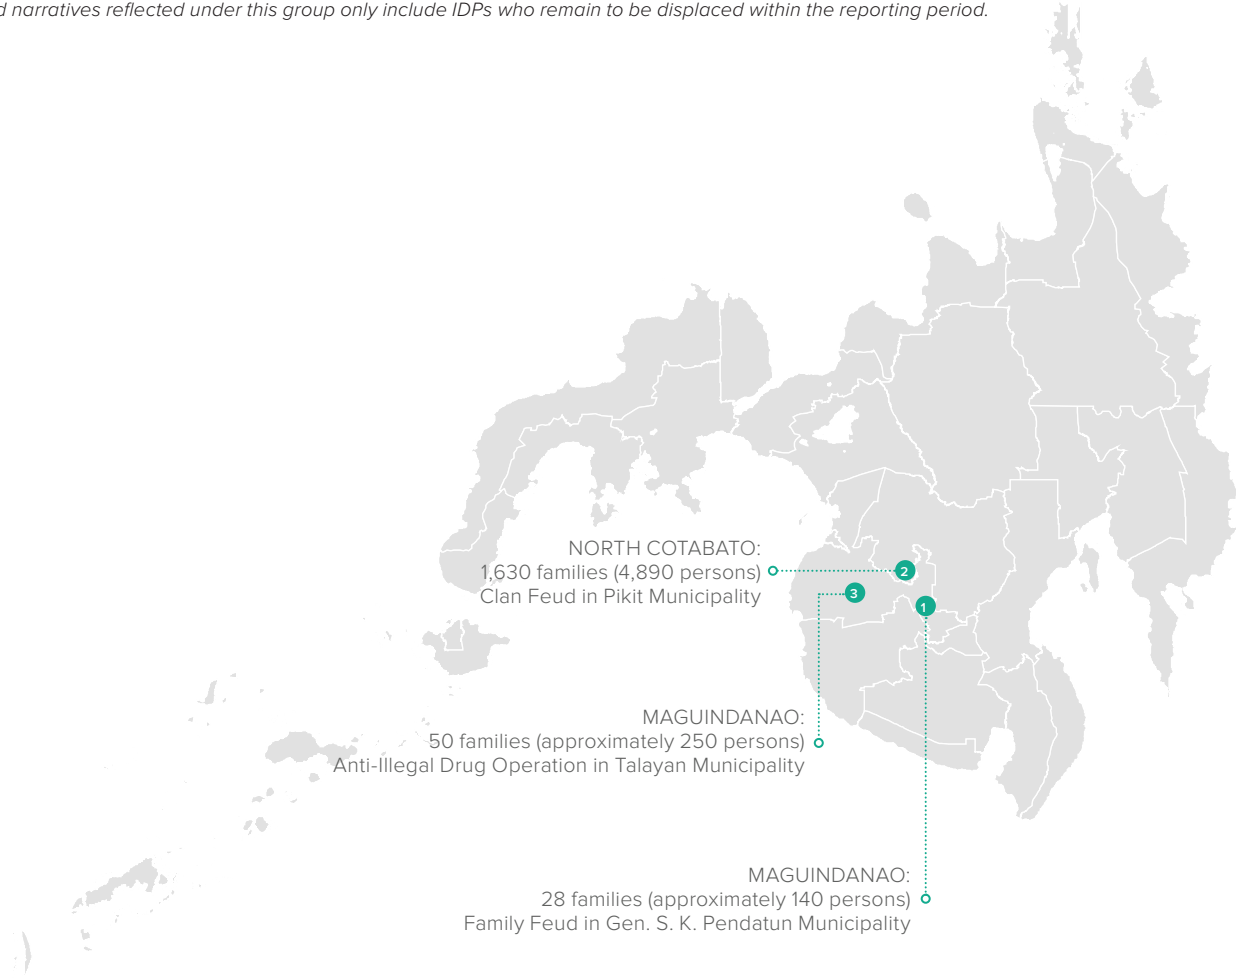 d narratives reflected under this group only include IDPs who remain to be displaced within the reporting period.
NORTH COTABATO:
1,630 families (4,890 persons)
Clan Feud in Pikit Municipality
2
3
1
MAGUINDANAO:
50 families (approximately 250 persons)
Anti-Illegal Drug Operation in Talayan Municipality
MAGUINDANAO:
28 families (approximately 140 persons)
Family Feud in Gen. S. K. Pendatun Municipality